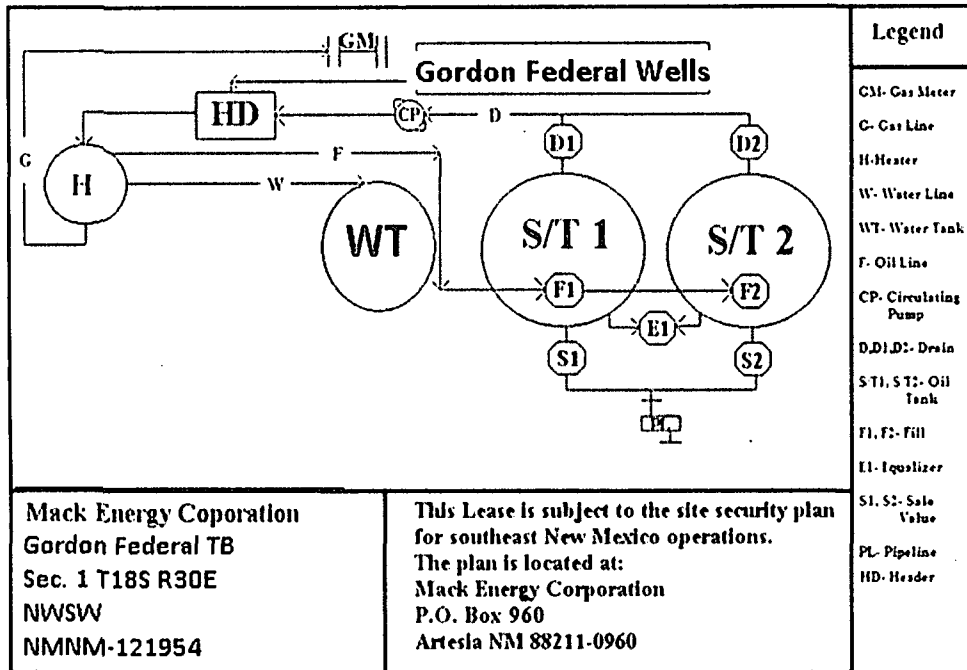 GM
Gordon Federal Wells
HD
CP
D
D1
D2
G
H
F
W
WT
S/T 1
S/T 2
F1
F2
E1
S1
S2
Legend
GM- Gas Meter
G- Gas Line
H-Heater
W- Water Line
WT- Water Tank
F- Oil Line
CP- Circulating
Pump
D,D1,D2- Drain
S/T1, S/T2- Oil
Tank
F1, F2- Fill
E1- Equalizer
S1, S2- Sale
Value
PL- Pipeline
HD- Header
Mack Energy Coporation
Gordon Federal TB
Sec. 1 T18S R30E
NWSW
NMNM-121954
This Lease is subject to the site security plan
for southeast New Mexico operations.
The plan is located at:
Mack Energy Corporation
P.O. Box 960
Artesia NM 88211-0960